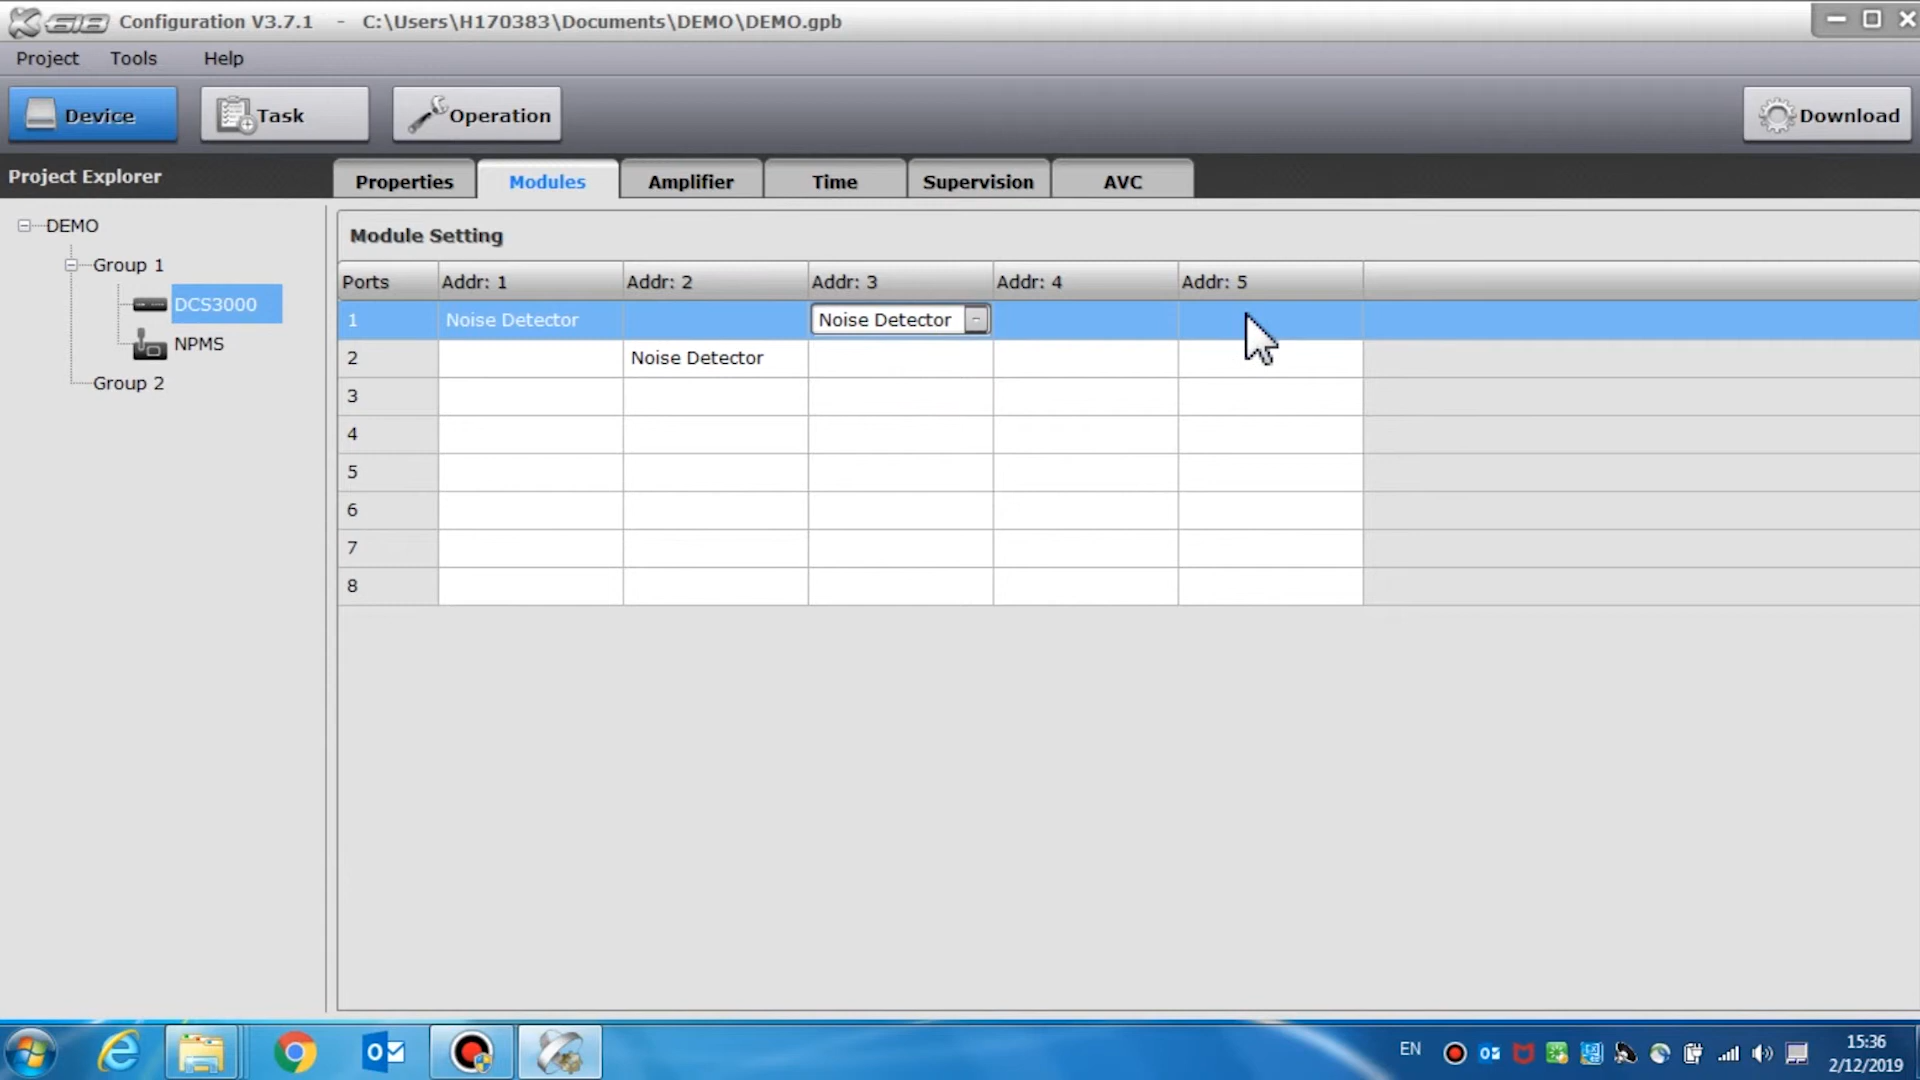 X-618 Configuration V3.7.1 - C:\Users\H170383\Documents\DEMO\DEMO.gpb
Project Tools Help
Device Task Operation Download
Project Explorer
Properties Modules Amplifier Time Supervision AVC
DEMO
Group 1
DCS3000
NPMS
Group 2
Module Setting
Ports Addr: 1 Addr: 2 Addr: 3 Addr: 4 Addr: 5
1 Noise Detector Noise Detector
2 Noise Detector
3
4
5
6
7
8
EN
15:36
2/12/2019